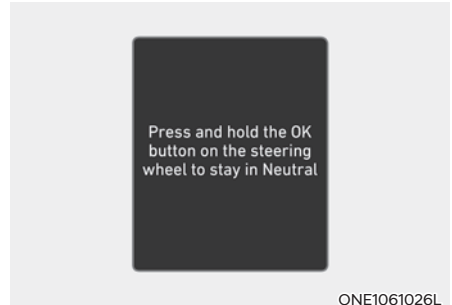 Press and hold the OK
button on the steering
wheel to stay in Neutral
ONE1061026L